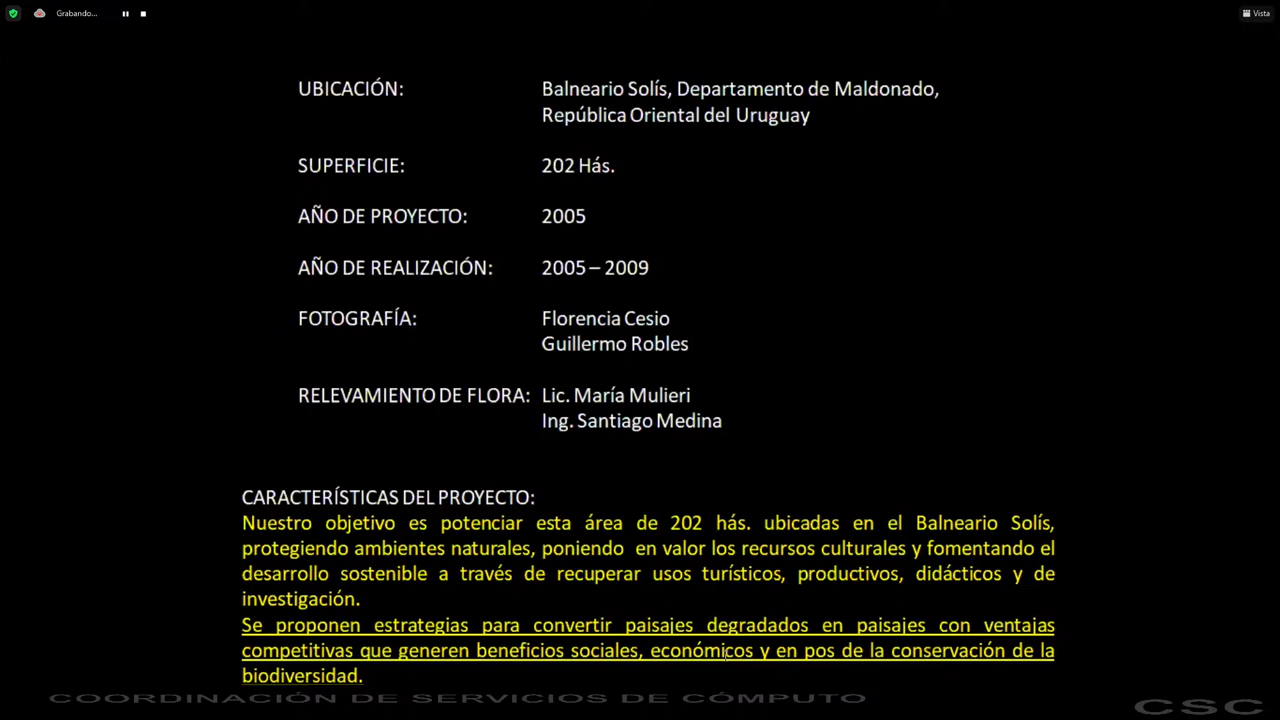 Grabando...
Vista
UBICACIÓN: Balneario Solís, Departamento de Maldonado,
República Oriental del Uruguay
SUPERFICIE: 202 Hás.
AÑO DE PROYECTO: 2005
AÑO DE REALIZACIÓN: 2005 – 2009
FOTOGRAFÍA: Florencia Cesio
Guillermo Robles
RELEVAMIENTO DE FLORA: Lic. María Mulieri
Ing. Santiago Medina
CARACTERÍSTICAS DEL PROYECTO:
Nuestro objetivo es potenciar esta área de 202 hás. ubicadas en el Balneario Solís,
protegiendo ambientes naturales, poniendo en valor los recursos culturales y fomentando el
desarrollo sostenible a través de recuperar usos turísticos, productivos, didácticos y de
investigación.
Se proponen estrategias para convertir paisajes degradados en paisajes con ventajas
competitivas que generen beneficios sociales, económicos y en pos de la conservación de la
biodiversidad.
COORDINACIÓN DE SERVICIOS DE CÓMPUTO
CSC